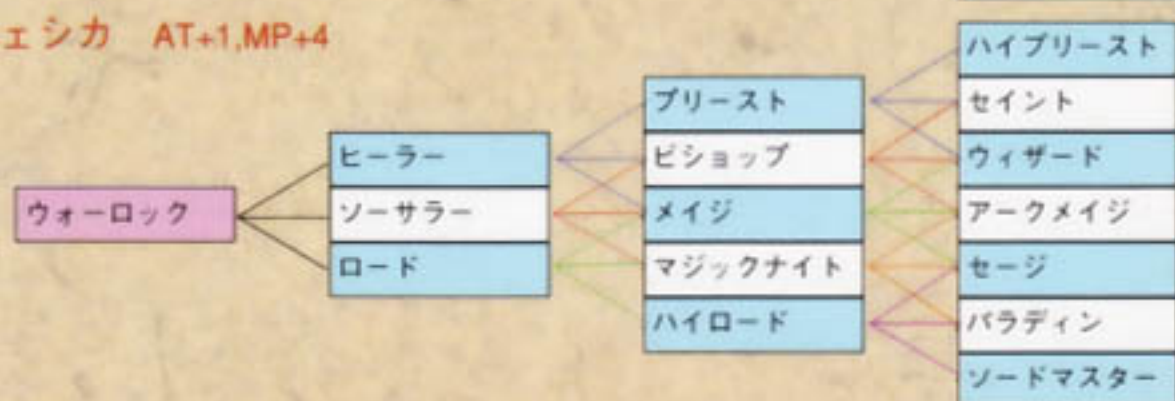 ェシカ AT+1,MP+4
ウォーロック
ヒーラー
ソーサラー
ロード
プリースト
ビショップ
メイジ
マジックナイト
ハイロード
ハイプリースト
セイント
ウィザード
アークメイジ
セージ
パラディン
ソードマスター